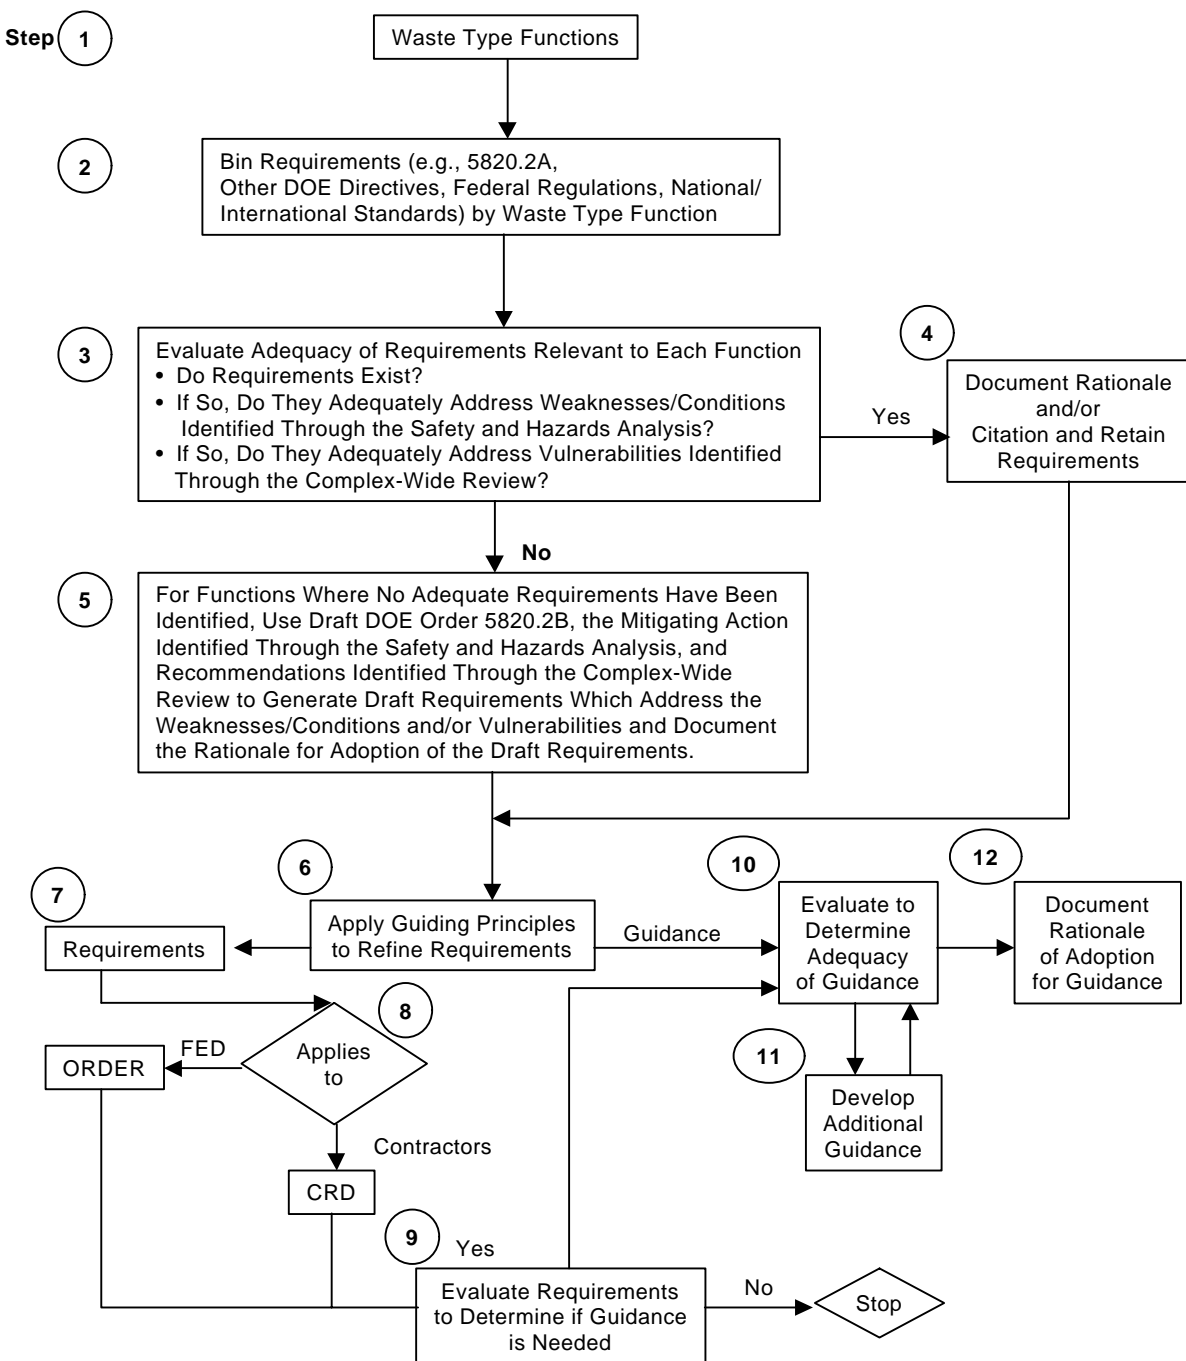 Step
1
Waste Type Functions
2
Bin Requirements (e.g., 5820.2A,
Other DOE Directives, Federal Regulations, National/
International Standards) by Waste Type Function
3
Evaluate Adequacy of Requirements Relevant to Each Function
• Do Requirements Exist?
• If So, Do They Adequately Address Weaknesses/Conditions
Identified Through the Safety and Hazards Analysis?
• If So, Do They Adequately Address Vulnerabilities Identified
Through the Complex-Wide Review?
Yes
4
Document Rationale
and/or
Citation and Retain
Requirements
No
5
For Functions Where No Adequate Requirements Have Been
Identified, Use Draft DOE Order 5820.2B, the Mitigating Action
Identified Through the Safety and Hazards Analysis, and
Recommendations Identified Through the Complex-Wide
Review to Generate Draft Requirements Which Address the
Weaknesses/Conditions and/or Vulnerabilities and Document
the Rationale for Adoption of the Draft Requirements.
6
Apply Guiding Principles
to Refine Requirements
7
Requirements
Guidance
10
Evaluate to
Determine
Adequacy
of Guidance
12
Document
Rationale
of Adoption
for Guidance
8
Applies
to
FED
ORDER
11
Develop
Additional
Guidance
Contractors
CRD
9
Yes
Evaluate Requirements
to Determine if Guidance
is Needed
No
Stop